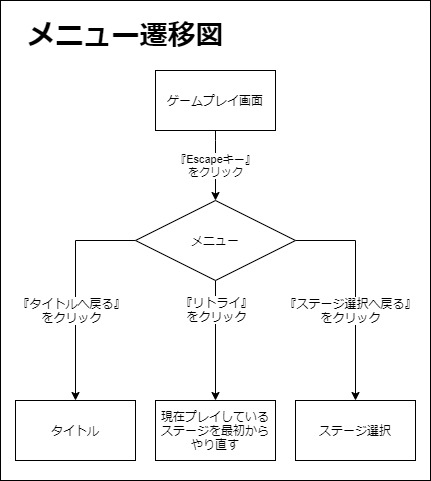 メニュー遷移図
ゲームプレイ画面
『Escapeキー』
をクリック
メニュー
『タイトルへ戻る』
をクリック
『リトライ』
をクリック
『ステージ選択へ戻る』
をクリック
タイトル
現在プレイしている
ステージを最初から
やり直す
ステージ選択